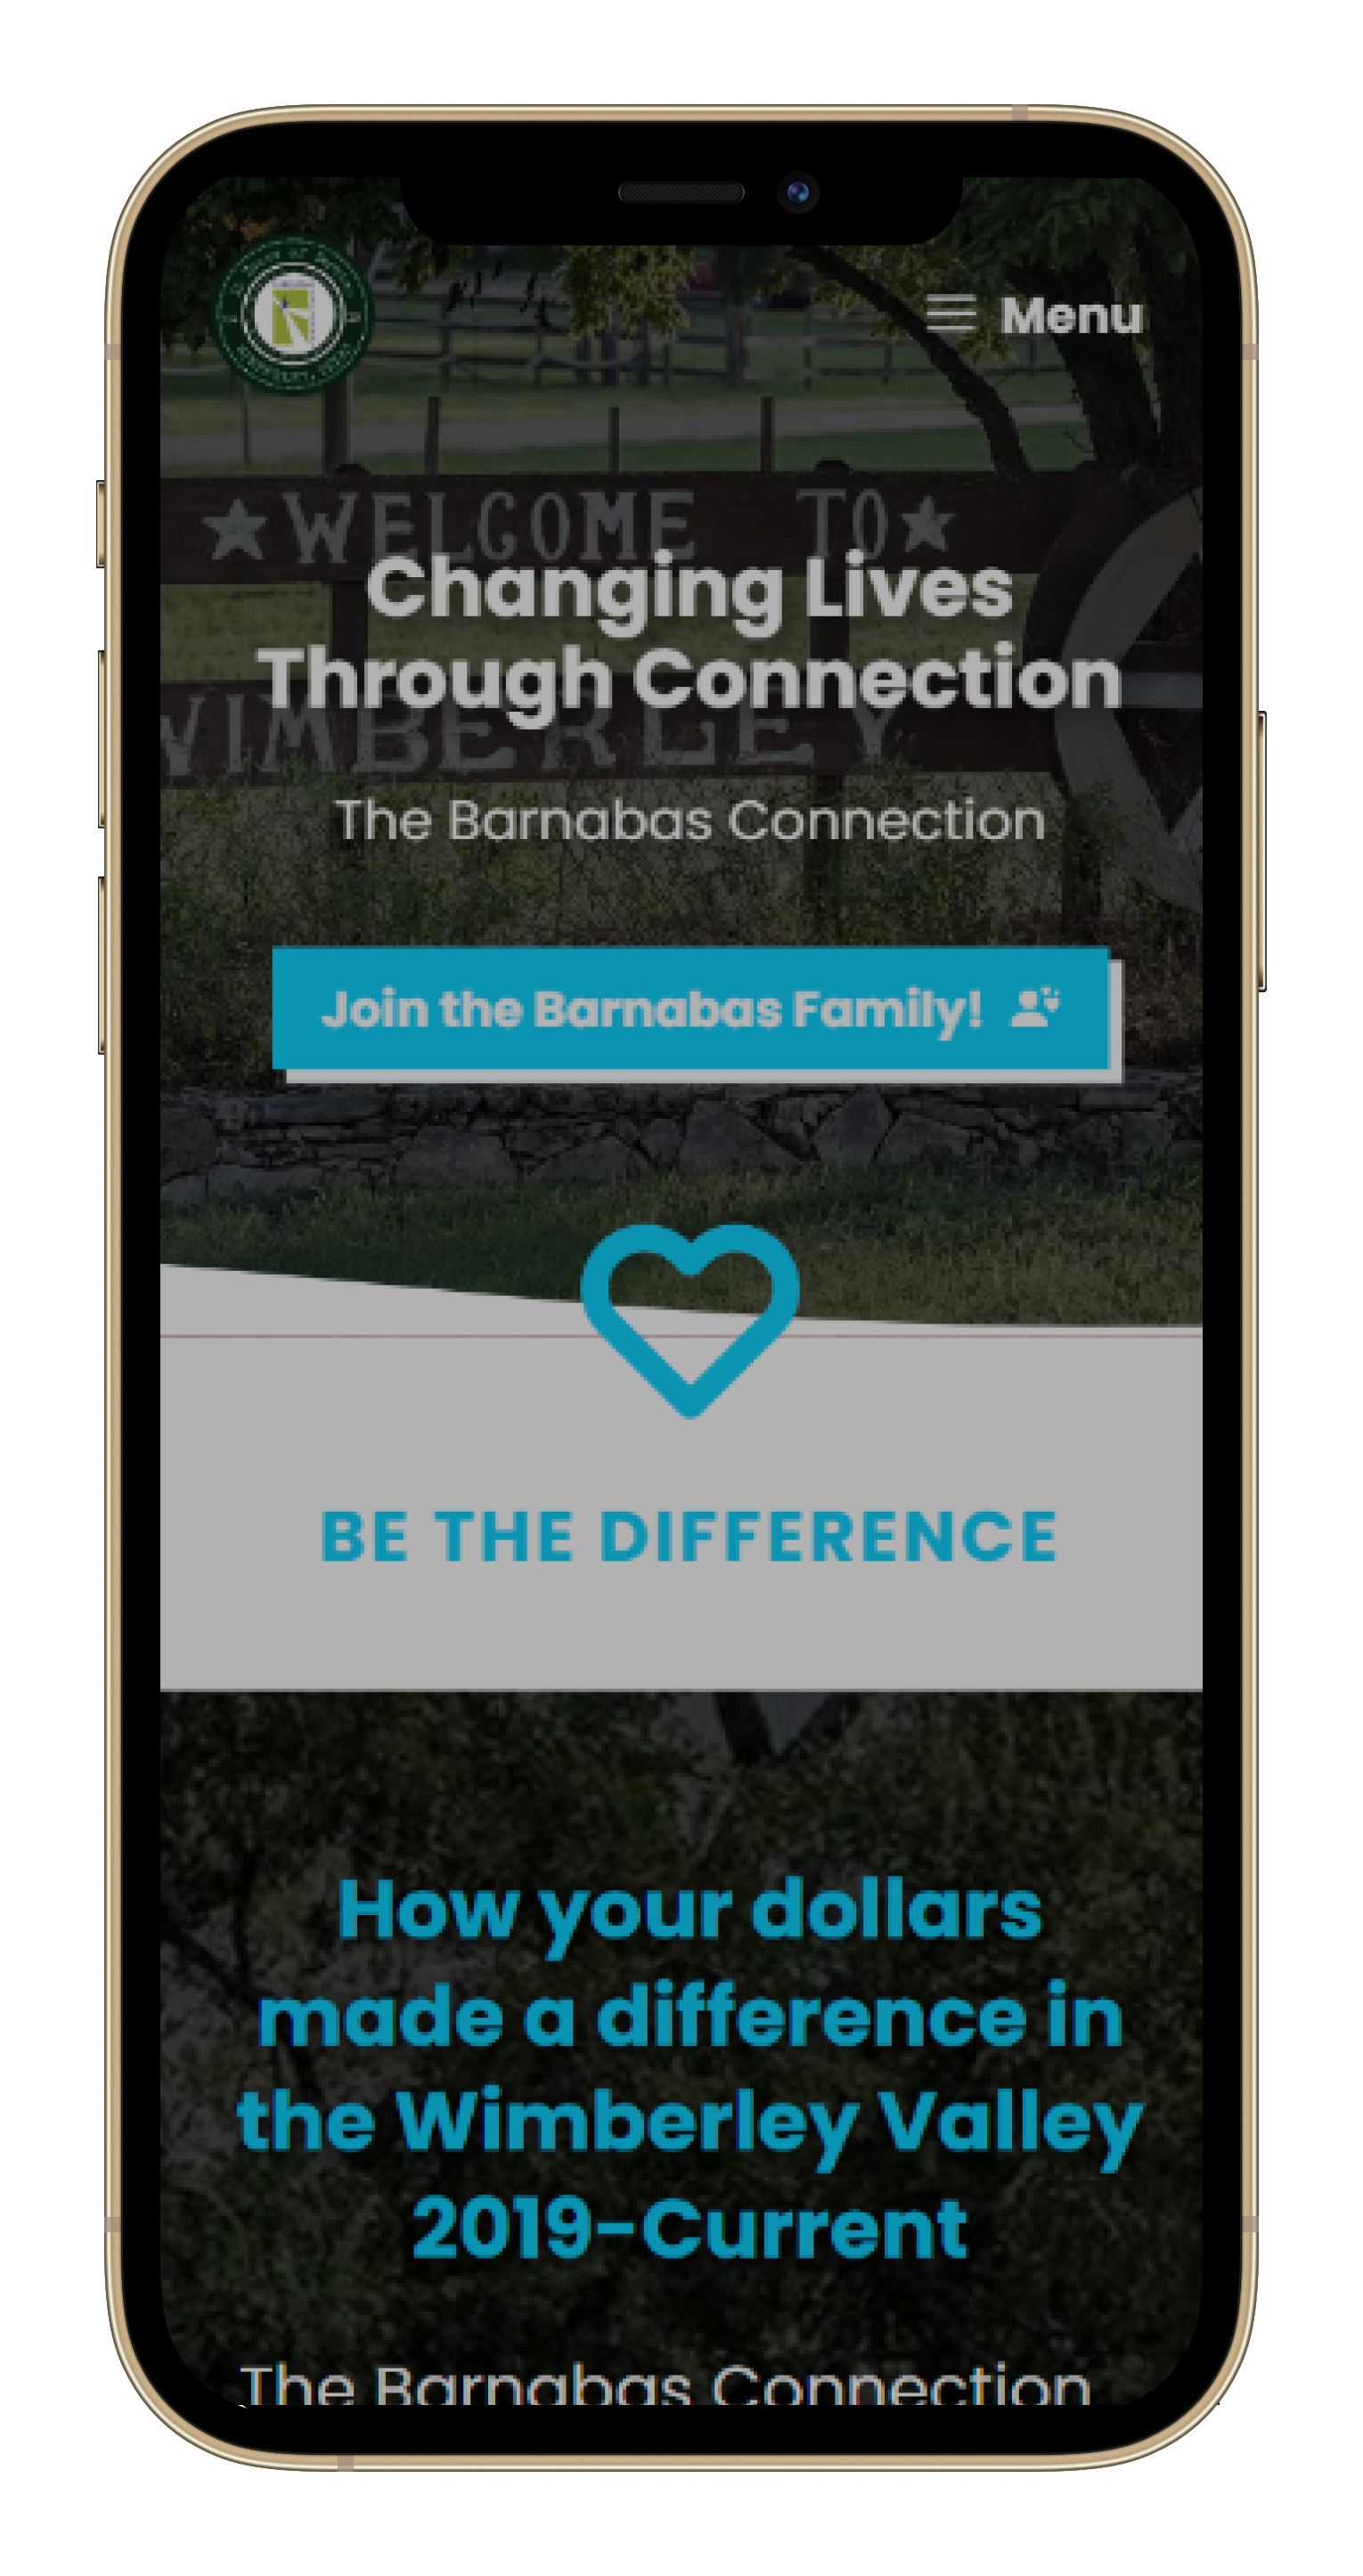 Menu
WELCOME TO
Changing Lives
Through Connection
WIMBERLEY
The Barnabas Connection
Join the Barnabas Family!
BE THE DIFFERENCE
How your dollars
made a difference in
the Wimberley Valley
2019-Current
The Barnabas Connection